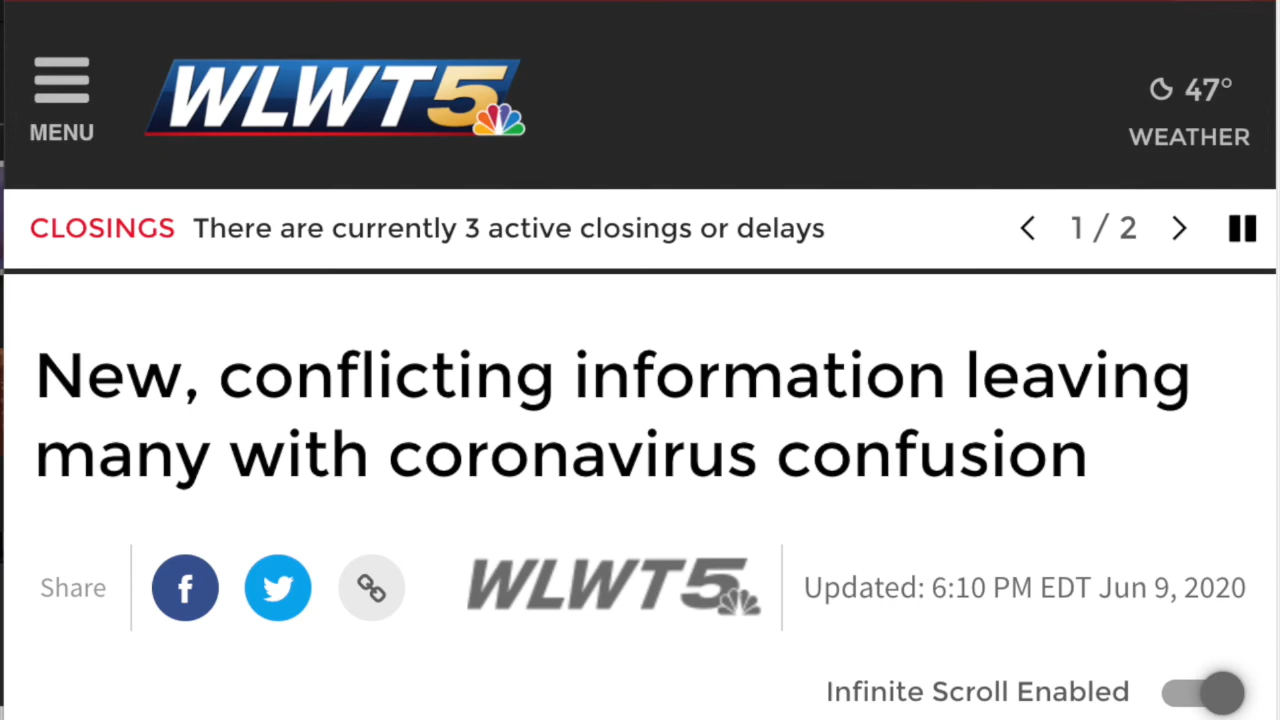 WLWT5
47°
MENU
WEATHER
CLOSINGS There are currently 3 active closings or delays
1 / 2
New, conflicting information leaving
many with coronavirus confusion
Share
f
WLWT5
Updated: 6:10 PM EDT Jun 9, 2020
Infinite Scroll Enabled